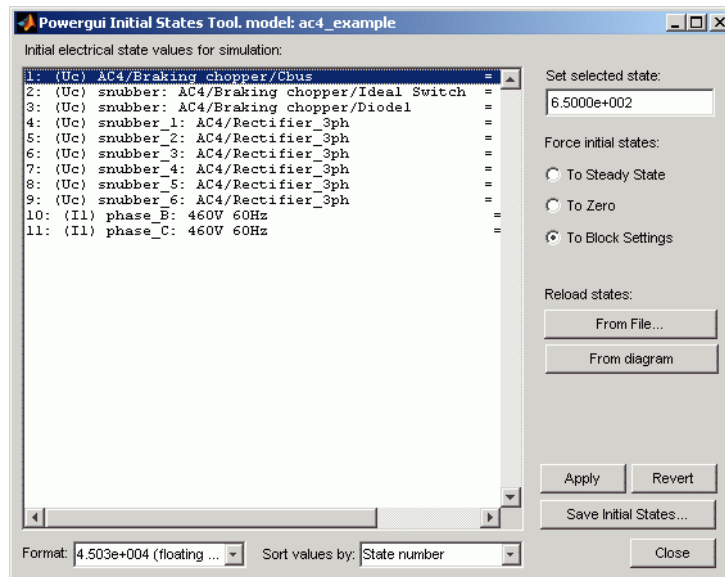 Powergui Initial States Tool. model: ac4_example
Initial electrical state values for simulation:
1: (Uc) AC4/Braking chopper/Cbus =
2: (Uc) snubber: AC4/Braking chopper/Ideal Switch =
3: (Uc) snubber: AC4/Braking chopper/Diodel =
4: (Uc) snubber_1: AC4/Rectifier_3ph =
5: (Uc) snubber_2: AC4/Rectifier_3ph =
6: (Uc) snubber_3: AC4/Rectifier_3ph =
7: (Uc) snubber_4: AC4/Rectifier_3ph =
8: (Uc) snubber_5: AC4/Rectifier_3ph =
9: (Uc) snubber_6: AC4/Rectifier_3ph =
10: (Il) phase_B: 460V 60Hz =
11: (Il) phase_C: 460V 60Hz =
Set selected state:
6.5000e+002
Force initial states:
To Steady State
To Zero
To Block Settings
Reload states:
From File...
From diagram
Apply Revert
Save Initial States...
Format: 4.503e+004 (floating ... Sort values by: State number Close